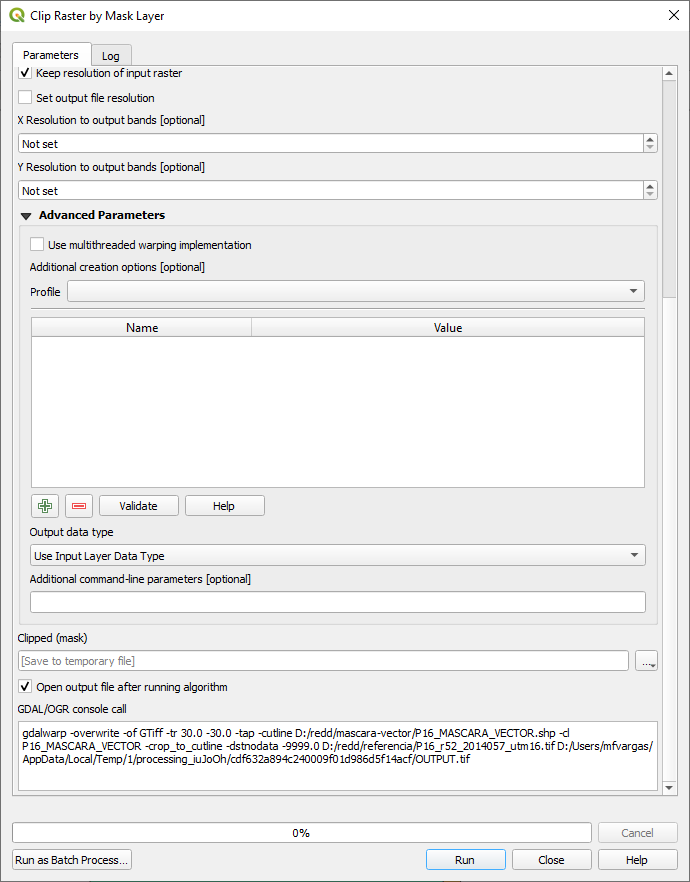 Clip Raster by Mask Layer
Parameters
Log
Keep resolution of input raster
Set output file resolution
X Resolution to output bands [optional]
Not set
Y Resolution to output bands [optional]
Not set
Advanced Parameters
Use multithreaded warping implementation
Additional creation options [optional]
Profile
Name Value
Validate Help
Output data type
Use Input Layer Data Type
Additional command-line parameters [optional]
Clipped (mask)
[Save to temporary file]
...
Open output file after running algorithm
GDAL/OGR console call
gdalwarp -overwrite -of GTiff -tr 30.0 -30.0 -tap -cutline D:/redd/mascara-vector/P16_MASCARA_VECTOR.shp -cl
P16_MASCARA_VECTOR -crop_to_cutline -dstnodata -9999.0 D:/redd/referencia/P16_r52_2014057_utm16.tif D:/Users/mfvargas/
AppData/Local/Temp/1/processing_iuJoOh/cdf632a894c240009f01d986d5f14acf/OUTPUT.tif
0%
Cancel
Run as Batch Process...
Run
Close
Help